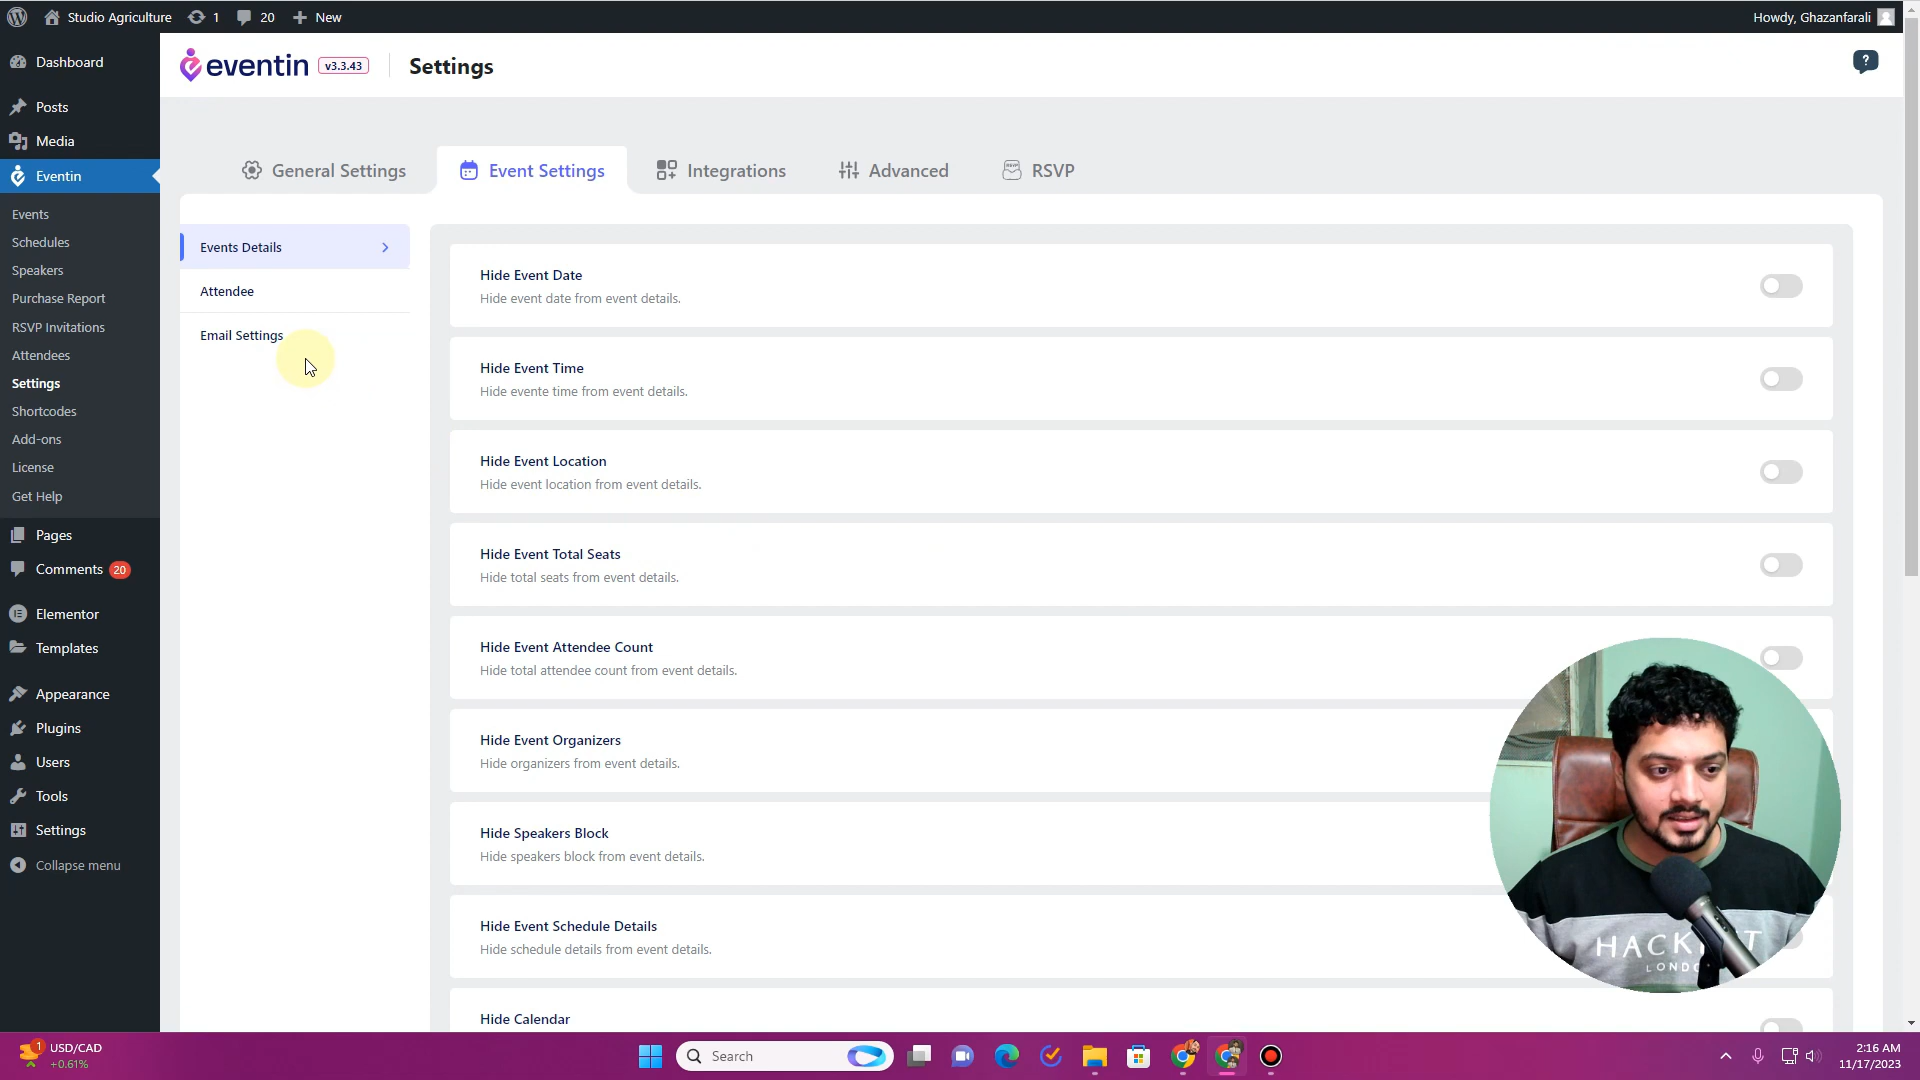 Studio Agriculture
1
20
New
Howdy, Ghazanfarali
Dashboard
Posts
Media
Eventin
Events
Schedules
Speakers
Purchase Report
RSVP Invitations
Attendees
Settings
Shortcodes
Add-ons
License
Get Help
Pages
Comments 20
Elementor
Templates
Appearance
Plugins
Users
Tools
Settings
Collapse menu
eventin v3.3.43
Settings
?
General Settings
Event Settings
Integrations
Advanced
RSVP
Events Details
Attendee
Email Settings
Hide Event Date
Hide event date from event details.
Hide Event Time
Hide evente time from event details.
Hide Event Location
Hide event location from event details.
Hide Event Total Seats
Hide total seats from event details.
Hide Event Attendee Count
Hide total attendee count from event details.
Hide Event Organizers
Hide organizers from event details.
Hide Speakers Block
Hide speakers block from event details.
Hide Event Schedule Details
Hide schedule details from event details.
Hide Calendar
1
USD/CAD
+0.61%
Search
2:16 AM
11/17/2023